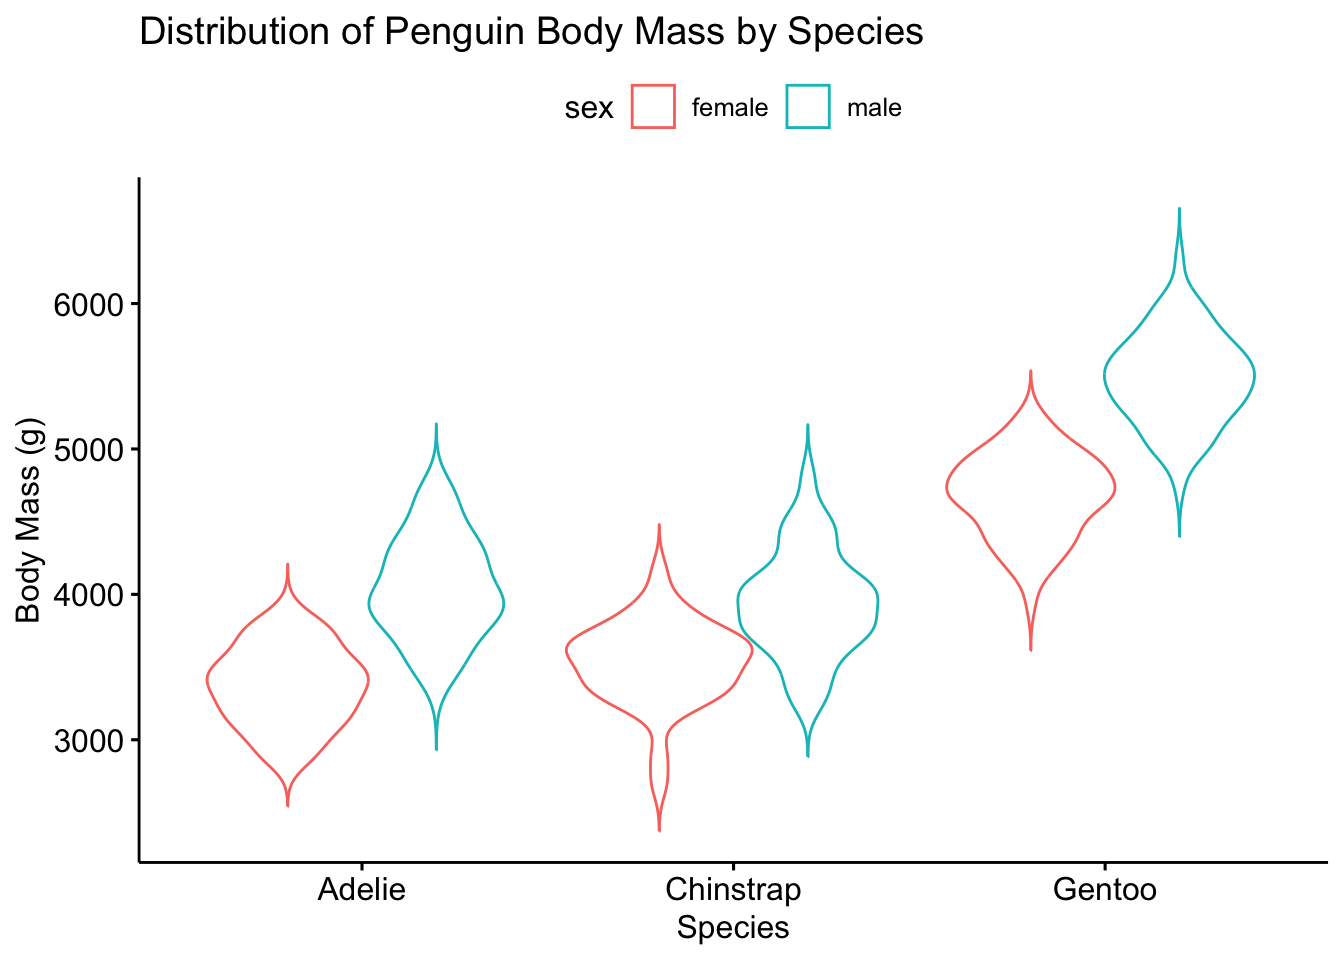 Distribution of Penguin Body Mass by Species
sex female male
Body Mass (g)
6000
5000
4000
3000
Adelie Chinstrap Gentoo
Species